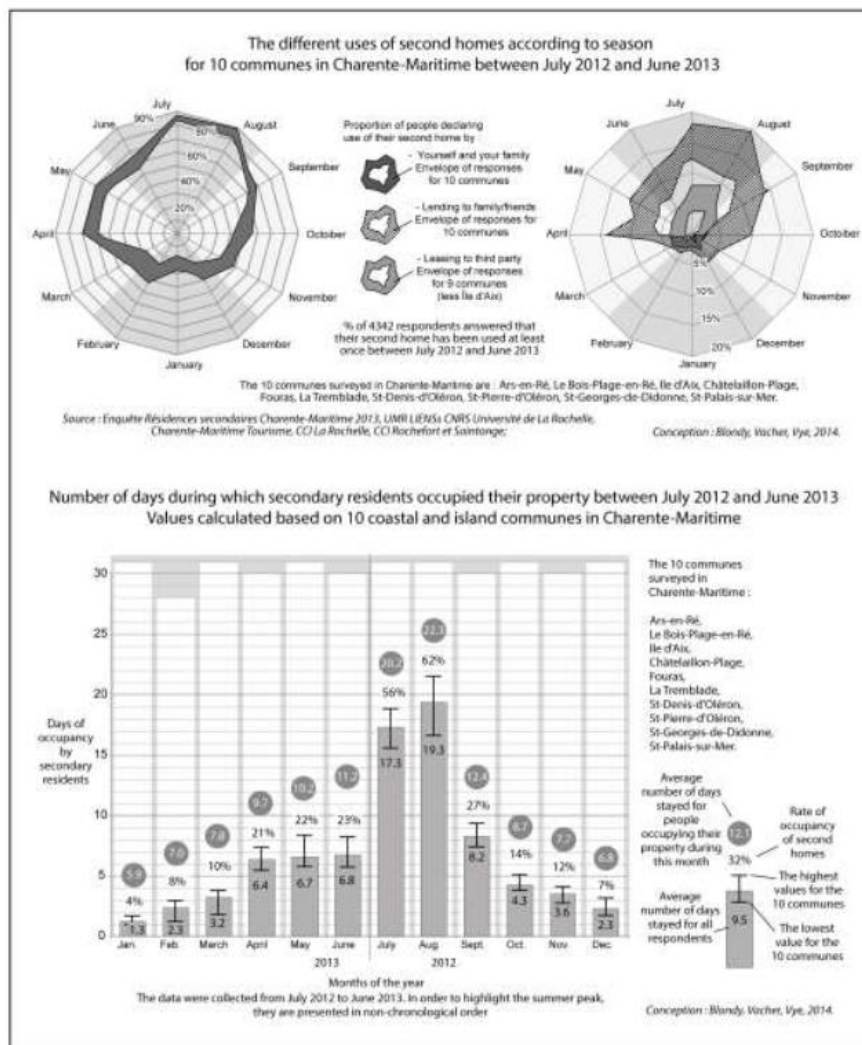 The different uses of second homes according to season
for 10 communes in Charente-Maritime between July 2012 and June 2013
July
August
September
Octoiber
November
December
January
February
March
April
May
June
90%
80%
60%
40%
20%
Proportion of people declaring
use of their second home by
- Yourself and your family
Envelope of responses
for 10 communes
- Lending to family/friends
Envelope of responses for
10 communes
- Leasing to third party
Envelope of responses
for 9 communes
(less Île d'Aix)
% of 4342 respondents answered that
their second home has been used at least
once between July 2012 and June 2013
July
August
September
Octoiber
November
December
January
February
March
April
May
June
5%
10%
15%
20%
The 10 communes surveyed in Charente-Maritime are : Ars-en-Ré, Le Bois-Plage-en-Ré, Ile d'Aix, Châtelaillon-Plage,
Fouras, La Tremblade, St-Denis-d'Oléron, St-Pierre-d'Oléron, St-Georges-de-Didonne, St-Palais-sur-Mer.
Source : Enquête Résidences secondaires Charente-Maritime 2013, UMR LIENSs CNRS Université de La Rochelle,
Charente-Maritime Tourisme, CCI La Rochelle, CCI Rochefort et Saintonge;
Conception : Blondy, Vacher, Vye, 2014.
Number of days during which secondary residents occupied their property between July 2012 and June 2013
Values calculated based on 10 coastal and island communes in Charente-Maritime
Days of
occupancy
by
secondary
residents
30
25
20
15
10
5
0
5.9
4%
1.3
7.0
8%
2.3
7.8
10%
3.2
9.7
21%
6.4
10.2
22%
6.7
11.2
23%
6.8
20.2
56%
17.3
22.3
62%
19.3
12.4
27%
8.2
8.7
14%
4.3
7.7
12%
3.6
6.8
7%
2.3
Jan. Feb. March April May June July Aug. Sept. Oct. Nov. Dec.
2013 2012
Months of the year
The data were collected from July 2012 to June 2013. In order to highlight the summer peak,
they are presented in non-chronological order
The 10 communes
surveyed in
Charente-Maritime :
Ars-en-Ré,
Le Bois-Plage-en-Ré,
Ile d'Aix,
Châtelaillon-Plage,
Fouras,
La Tremblade,
St-Denis-d'Oléron,
St-Pierre-d'Oléron,
St-Georges-de-Didonne,
St-Palais-sur-Mer.
Average
number of days
stayed for
people
occupying their
property during
this month
12.1
32%
Rate of
occupancy
of second
homes
The highest
values for the
10 communes
Average
number of days
stayed for all
respondents
9.5
The lowest
value for the
10 communes
Conception : Blondy, Vacher, Vye, 2014.